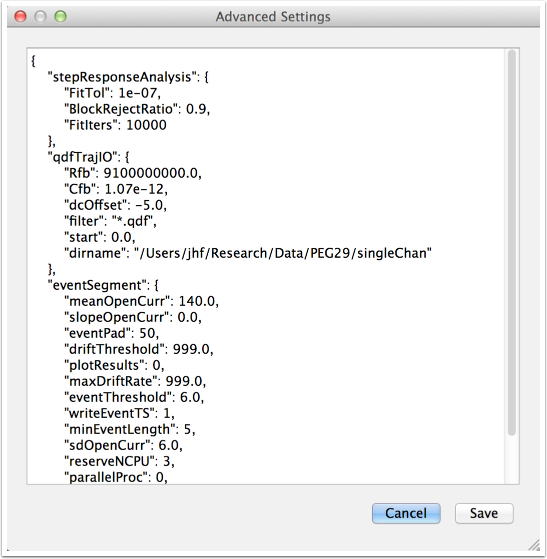 Advanced Settings
{
"stepResponseAnalysis": {
"FitTol": 1e-07,
"BlockRejectRatio": 0.9,
"FitIters": 10000
},
"qdfTrajIO": {
"Rfb": 9100000000.0,
"Cfb": 1.07e-12,
"dcOffset": -5.0,
"filter": "*.qdf",
"start": 0.0,
"dirname": "/Users/jhf/Research/Data/PEG29/singleChan"
},
"eventSegment": {
"meanOpenCurr": 140.0,
"slopeOpenCurr": 0.0,
"eventPad": 50,
"driftThreshold": 999.0,
"plotResults": 0,
"maxDriftRate": 999.0,
"eventThreshold": 6.0,
"writeEventTS": 1,
"minEventLength": 5,
"sdOpenCurr": 6.0,
"reserveNCPU": 3,
"parallelProc": 0,
Cancel Save